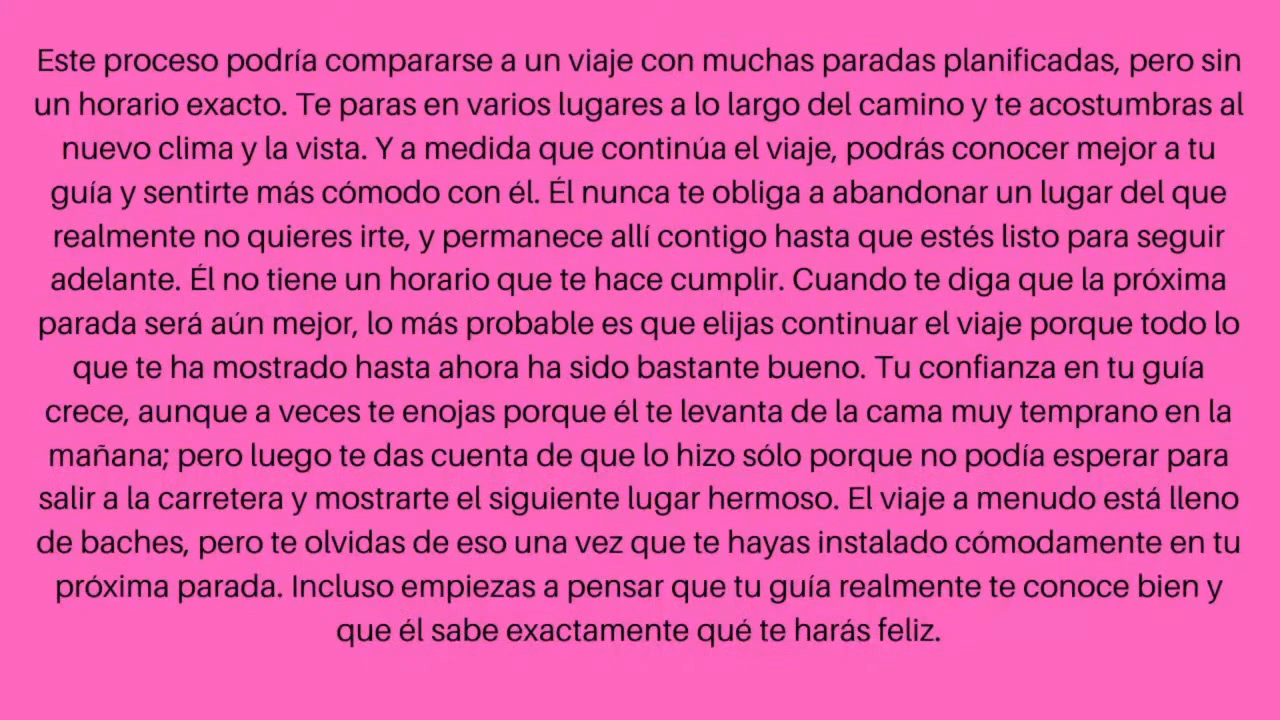 Este proceso podría compararse a un viaje con muchas paradas planificadas, pero sin
un horario exacto. Te paras en varios lugares a lo largo del camino y te acostumbras al
nuevo clima y la vista. Y a medida que continúa el viaje, podrás conocer mejor a tu
guía y sentirte más cómodo con él. Él nunca te obliga a abandonar un lugar del que
realmente no quieres irte, y permanece allí contigo hasta que estés listo para seguir
adelante. Él no tiene un horario que te hace cumplir. Cuando te diga que la próxima
parada será aún mejor, lo más probable es que elijas continuar el viaje porque todo lo
que te ha mostrado hasta ahora ha sido bastante bueno. Tu confianza en tu guía
crece, aunque a veces te enojas porque él te levanta de la cama muy temprano en la
mañana; pero luego te das cuenta de que lo hizo sólo porque no podía esperar para
salir a la carretera y mostrarte el siguiente lugar hermoso. El viaje a menudo está lleno
de baches, pero te olvidas de eso una vez que te hayas instalado cómodamente en tu
próxima parada. Incluso empiezas a pensar que tu guía realmente te conoce bien y
que él sabe exactamente qué te harás feliz.